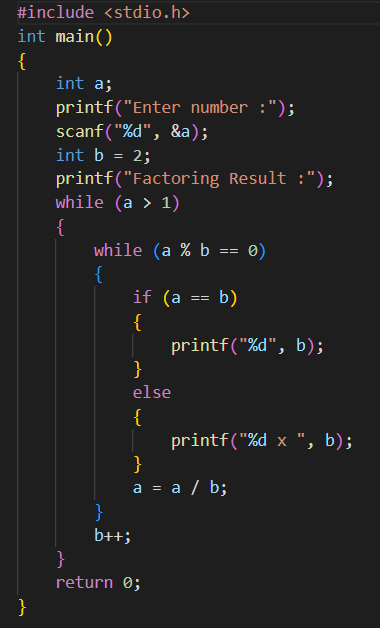 #include <stdio.h>
int main()
{
    int a;
    printf("Enter number :");
    scanf("%d", &a);
    int b = 2;
    printf("Factoring Result :");
    while (a > 1)
    {
        while (a % b == 0)
        {
            if (a == b)
            {
                printf("%d", b);
            }
            else
            {
                printf("%d x ", b);
            }
            a = a / b;
        }
        b++;
    }
    return 0;
}